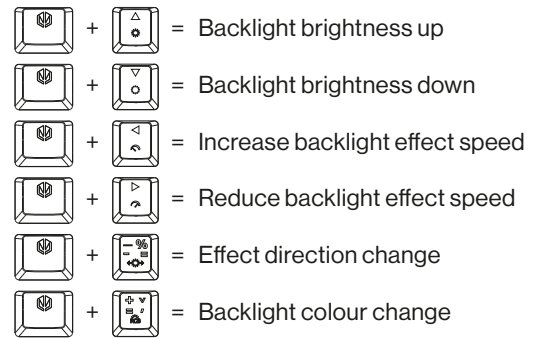 + = Backlight brightness up
+ = Backlight brightness down
+ = Increase backlight effect speed
+ = Reduce backlight effect speed
+ – % - = = Effect direction change
+ + ˇ = ′ = Backlight colour change